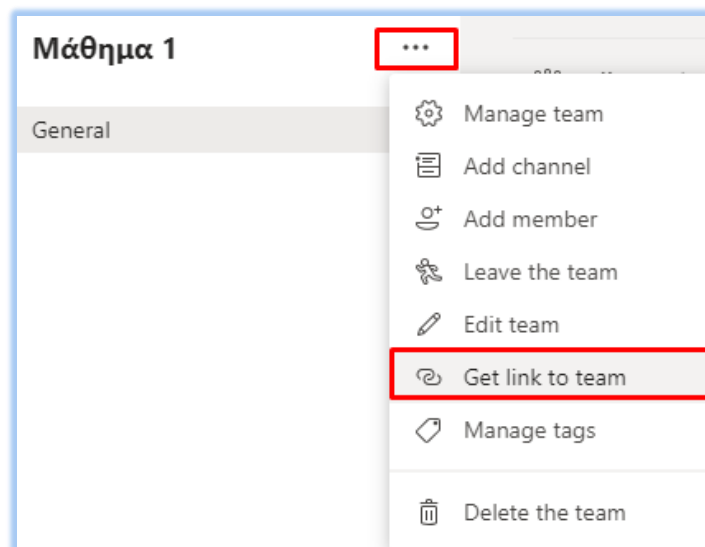 Μάθημα 1
...
General
Manage team
Add channel
Add member
Leave the team
Edit team
Get link to team
Manage tags
Delete the team